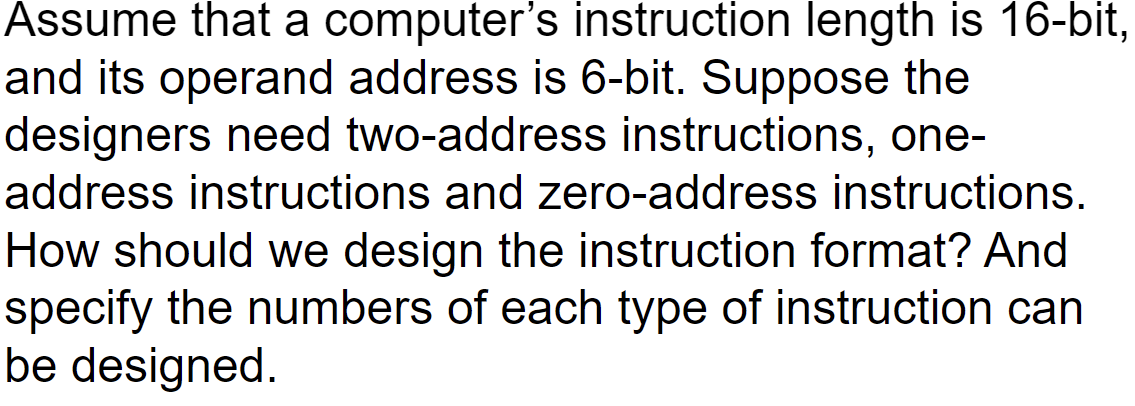 Assume that a computer’s instruction length is 16-bit,
and its operand address is 6-bit. Suppose the
designers need two-address instructions, one-
address instructions and zero-address instructions.
How should we design the instruction format? And
specify the numbers of each type of instruction can
be designed.